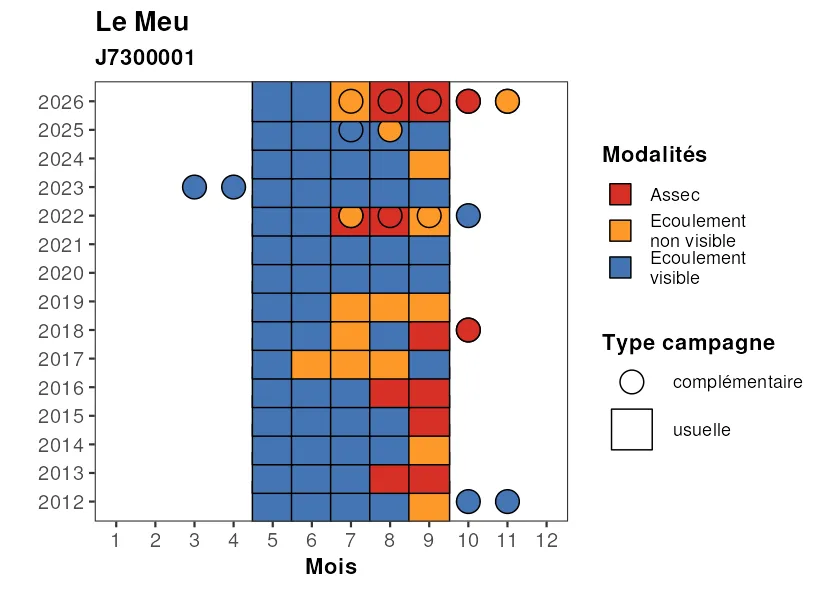 Le Meu
J7300001
2026
2025
2024
2023
2022
2021
2020
2019
2018
2017
2016
2015
2014
2013
2012
1 2 3 4 5 6 7 8 9 10 11 12
Mois
Modalités
Assec
Ecoulement
non visible
Ecoulement
visible
Type campagne
complémentaire
usuelle